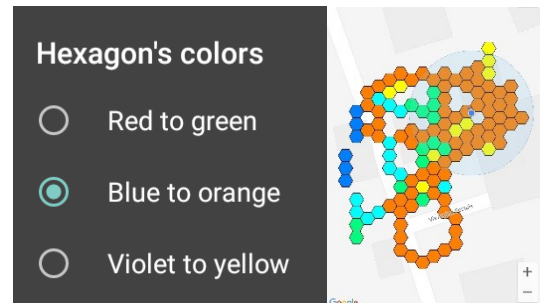 Hexagon's colors
Red to green
Blue to orange
Violet to yellow
+
−
Google